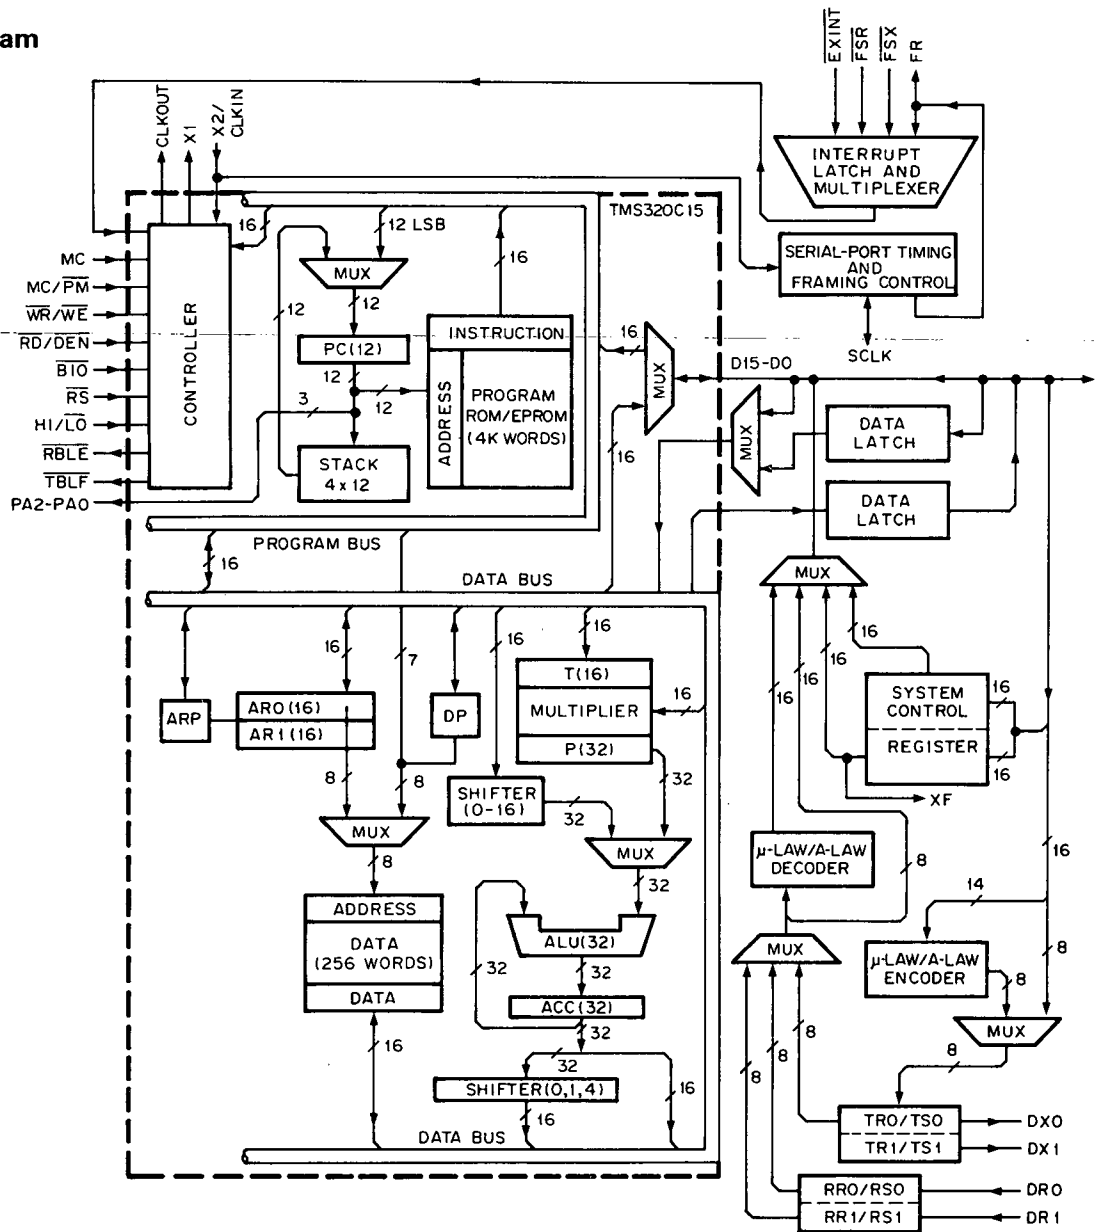 am
EXINT
FSR
FSX
FR
CLKOUT
X1
X2/
CLKIN
INTERRUPT
LATCH AND
MULTIPLEXER
TMS320C15
16
12 LSB
16
SERIAL-PORT TIMING
AND
FRAMING CONTROL
SCLK
MC
MC/PM
WR/WE
RD/DEN
BIO
RS
HI/LO
RBLE
TBLF
PA2-PA0
CONTROLLER
MUX
12
12
PC(12)
12
12
3
STACK
4x12
INSTRUCTION
ADDRESS
PROGRAM
ROM/EPROM
(4K WORDS)
16
MUX
D15-D0
MUX
16
DATA
LATCH
DATA
LATCH
PROGRAM BUS
16
DATA BUS
MUX
16
7
16
16
16
16
16
16
ARP
AR0(16)
AR1(16)
DP
T(16)
MULTIPLIER
P(32)
16
SYSTEM
CONTROL
REGISTER
16
16
XF
8
8
SHIFTER
(0-16)
32
32
MUX
MUX
8
32
μ-LAW/A-LAW
DECODER
8
16
14
ADDRESS
DATA
(256 WORDS)
DATA
ALU(32)
32
32
ACC(32)
32
MUX
μ-LAW/A-LAW
ENCODER
8
8
MUX
16
32
SHIFTER(0,1,4)
16
16
8
8
8
8
DATA BUS
TR0/TS0
TR1/TS1
DX0
DX1
RR0/RS0
RR1/RS1
DR0
DR1